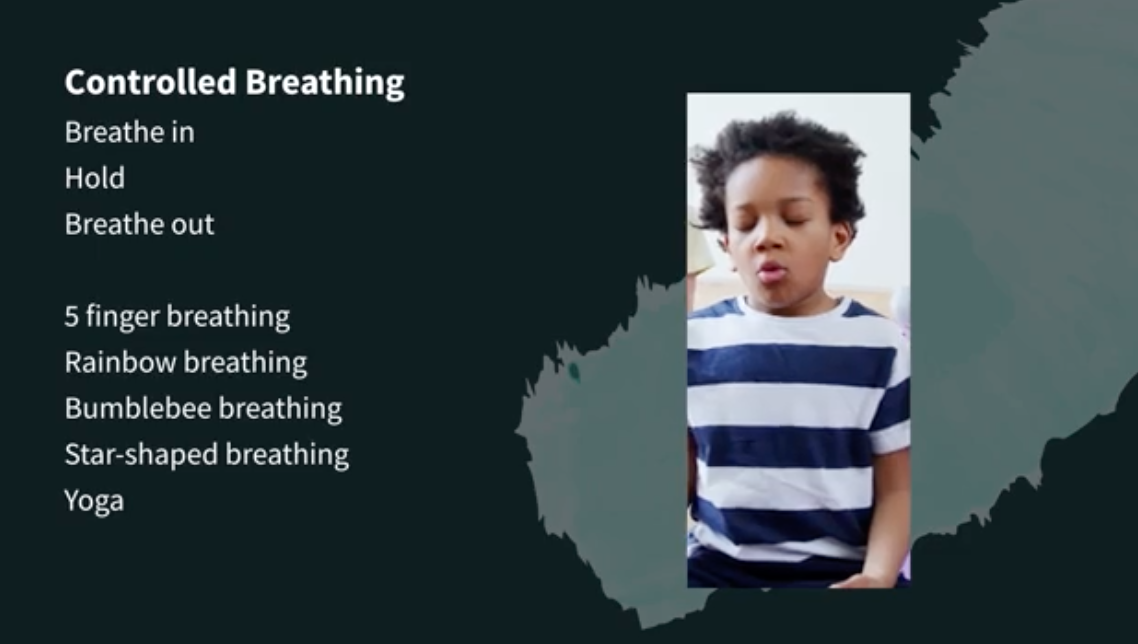 Controlled Breathing
Breathe in
Hold
Breathe out
5 finger breathing
Rainbow breathing
Bumblebee breathing
Star-shaped breathing
Yoga